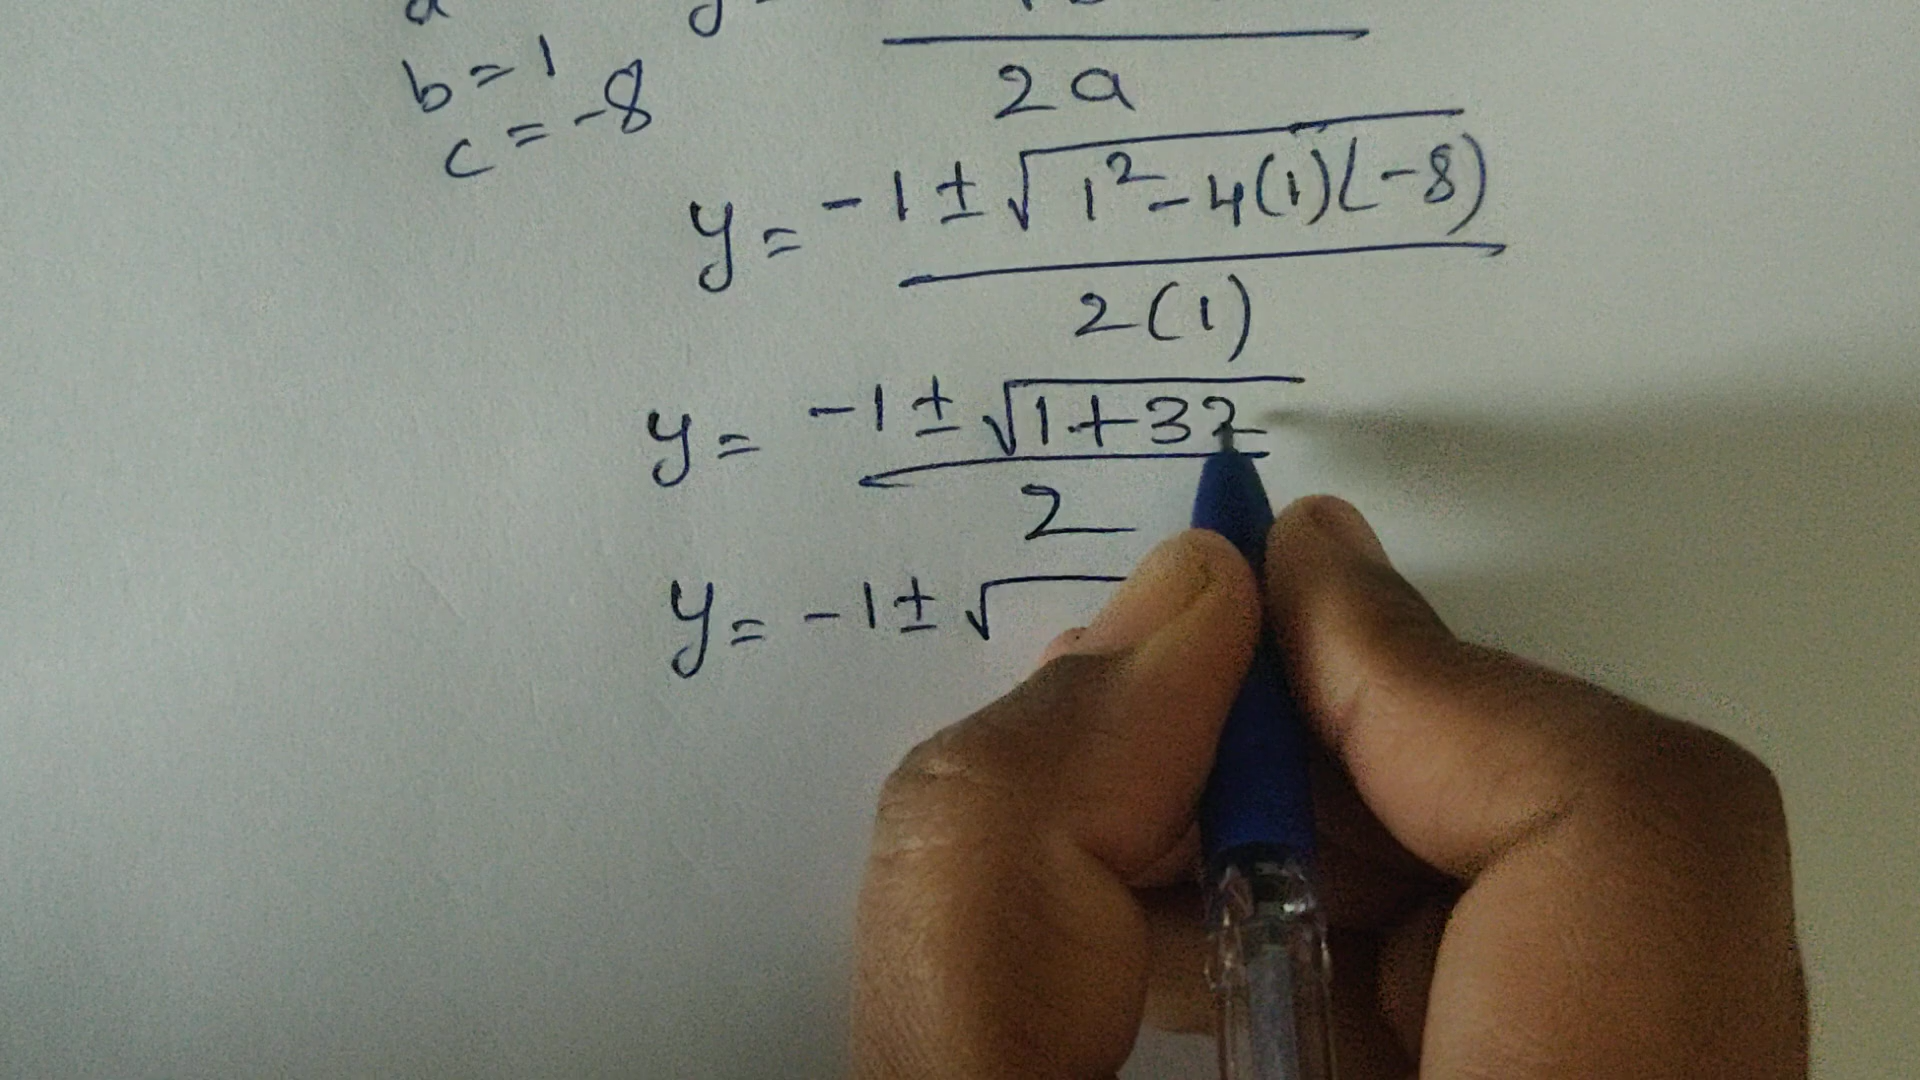 b = 1
c = -8
2a
y = -1 ± √1² - 4(1)(-8)
2(1)
y = -1 ± √1+32
2
y = -1 ± √